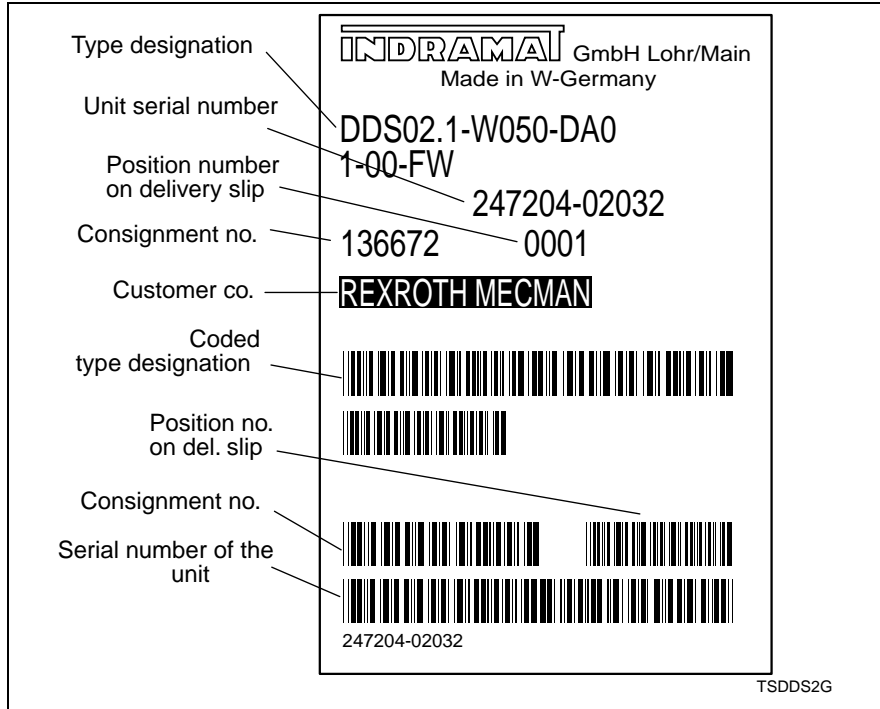 Type designation
INDRAMAT GmbH Lohr/Main
Made in W-Germany
Unit serial number
DDS02.1-W050-DA0
1-00-FW
Position number
on delivery slip
247204-02032
Consignment no.
136672 0001
Customer co.
REXROTH MECMAN
Coded
type designation
Position no.
on del. slip
Consignment no.
Serial number of the
unit
247204-02032
TSDDS2G